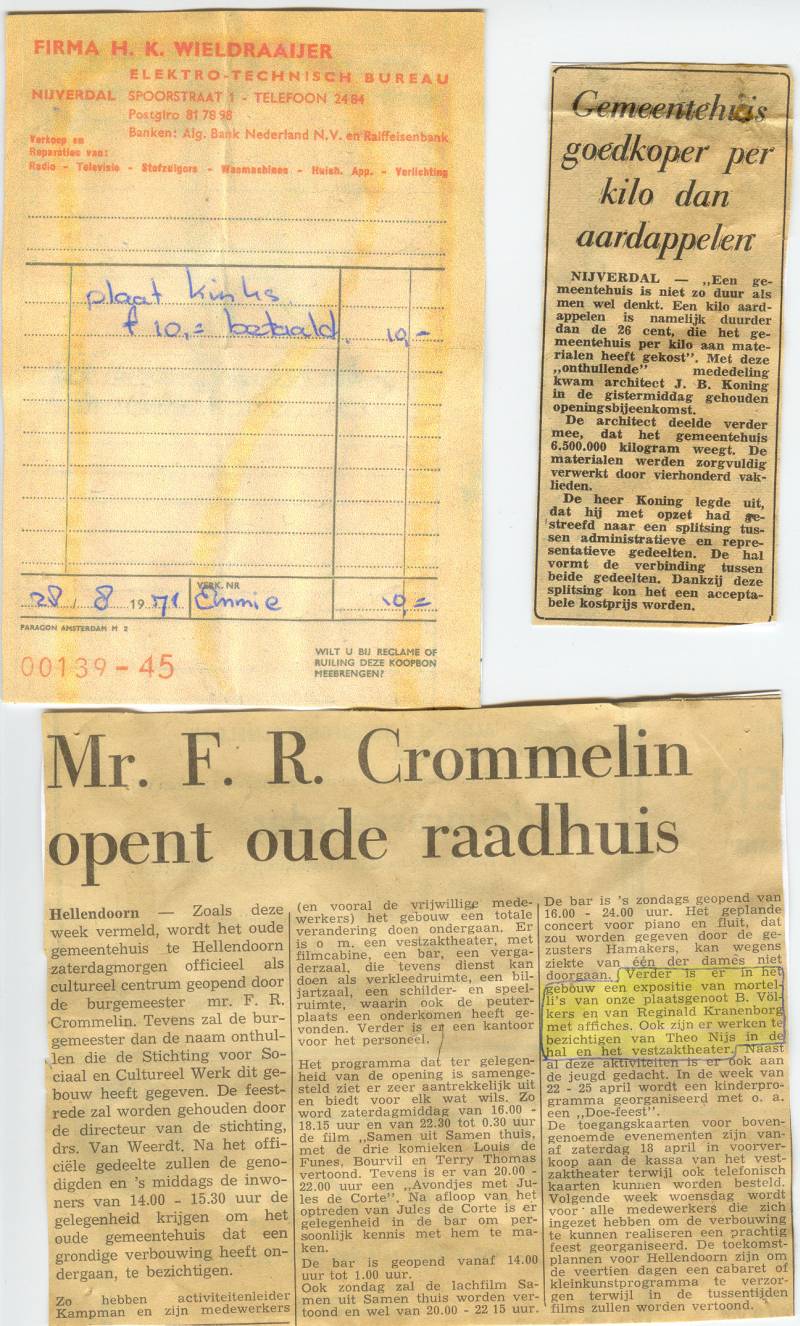 FIRMA H. K. WIELDRAAIJER
ELEKTRO-TECHNISCH BUREAU
NIJVERDAL SPOORSTRAAT 1 - TELEFOON 2484
Postgiro 81 78 98
Banken: Alg. Bank Nederland N.V. en Raiffeisenbank
Verkoop en
Reparaties van:
Radio - Televisie - Stofzuigers - Wasmachines - Huish. App. - Verlichting
plaat kinks.
f 10,= betaald. 10,-
28/8 1971 VERK. NR Emmie 10,=
PARAGON AMSTERDAM M 2
00139-45
WILT U BIJ RECLAME OF
RUILING DEZE KOOPBON
MEEBRENGEN?
Gemeentehuis
goedkoper per
kilo dan
aardappelen
NIJVERDAL — „Een ge-
meentehuis is niet zo duur als
men wel denkt. Een kilo aard-
appelen is namelijk duurder
dan de 26 cent, die het ge-
meentehuis per kilo aan mate-
rialen heeft gekost”. Met deze
„onthullende” mededeling
kwam architect J. B. Koning
in de gistermiddag gehouden
openingsbijeenkomst.
De architect deelde verder
mee, dat het gemeentehuis
6.500.000 kilogram weegt. De
materialen werden zorgvuldig
verwerkt door vierhonderd vak-
lieden.
De heer Koning legde uit,
dat hij met opzet had ge-
streefd naar een splitsing tus-
sen administratieve en repre-
sentatieve gedeelten. De hal
vormt de verbinding tussen
beide gedeelten. Dankzij deze
splitsing kon het een accepta-
bele kostprijs worden.
Mr. F. R. Crommelin
opent oude raadhuis
Hellendoorn — Zoals deze
week vermeld, wordt het oude
gemeentehuis te Hellendoorn
zaterdagmorgen officieel als
cultureel centrum geopend door
de burgemeester mr. F. R.
Crommelin. Tevens zal de bur-
gemeester dan de naam onthul-
len die de Stichting voor So-
ciaal en Cultureel Werk dit ge-
bouw heeft gegeven. De feest-
rede zal worden gehouden door
de directeur van de stichting,
drs. Van Weerdt. Na het offi-
ciële gedeelte zullen de geno-
digden en 's middags de inwo-
ners van 14.00 - 15.30 uur de
gelegenheid krijgen om het
oude gemeentehuis dat een
grondige verbouwing heeft on-
dergaan, te bezichtigen.
Zo hebben activiteitenleider
Kampman en zijn medewerkers
(en vooral de vrijwillige mede-
werkers) het gebouw een totale
verandering doen ondergaan. Er
is o m. een vestzaktheater, met
filmcabine, een bar, een verga-
derzaal, die tevens dienst kan
doen als verkleedruimte, een bil-
jartzaal, een schilder- en speel-
ruimte, waarin ook de peuter-
plaats een onderkomen heeft ge-
vonden. Verder is er een kantoor
voor het personeel.
Het programma dat ter gelegen-
heid van de opening is samenge-
steld ziet er zeer aantrekkelijk uit
en biedt voor elk wat wils. Zo
word zaterdagmiddag van 16.00 -
18.15 uur en van 22.30 tot 0.30 uur
de film „Samen uit Samen thuis,
met de drie komieken Louis de
Funes, Bourvil en Terry Thomas
vertoond. Tevens is er van 20.00 -
22.00 uur een „Avondjes met Ju-
les de Corte”. Na afloop van het
optreden van Jules de Corte is er
gelegenheid in de bar om per-
soonlijk kennis met hem te ma-
ken.
De bar is geopend vanaf 14.00
uur tot 1.00 uur.
Ook zondag zal de lachfilm Sa-
men uit Samen thuis worden ver-
toond en wel van 20.00 - 22 15 uur.
De bar is 's zondags geopend van
16.00 - 24.00 uur. Het geplande
concert voor piano en fluit, dat
zou worden gegeven door de ge-
zusters Hamakers, kan wegens
ziekte van één der dames niet
doorgaan. Verder is er in het
gebouw een expositie van mortel-
li's van onze plaatsgenoot B. Völ-
kers en van Reginald Kranenborg
met affiches. Ook zijn er werken te
bezichtigen van Theo Nijs in de
hal en het vestzaktheater. Naast
al deze aktiviteiten is er ook aan
de jeugd gedacht. In de week van
22 - 25 april wordt een kinderpro-
gramma georganiseerd met o. a.
een „Doe-feest”.
De toegangskaarten voor boven-
genoemde evenementen zijn van-
af zaterdag 18 april in voorver-
koop aan de kassa van het vest-
zaktheater terwijl ook telefonisch
kaarten kunnen worden besteld.
Volgende week woensdag wordt
voor alle medewerkers die zich
ingezet hebben om de verbouwing
te kunnen realiseren een prachtig
feest georganiseerd. De toekomst-
plannen voor Hellendoorn zijn om
de veertien dagen een cabaret of
kleinkunstprogramma te verzor-
gen terwijl in de tussentijden
films zullen worden vertoond.